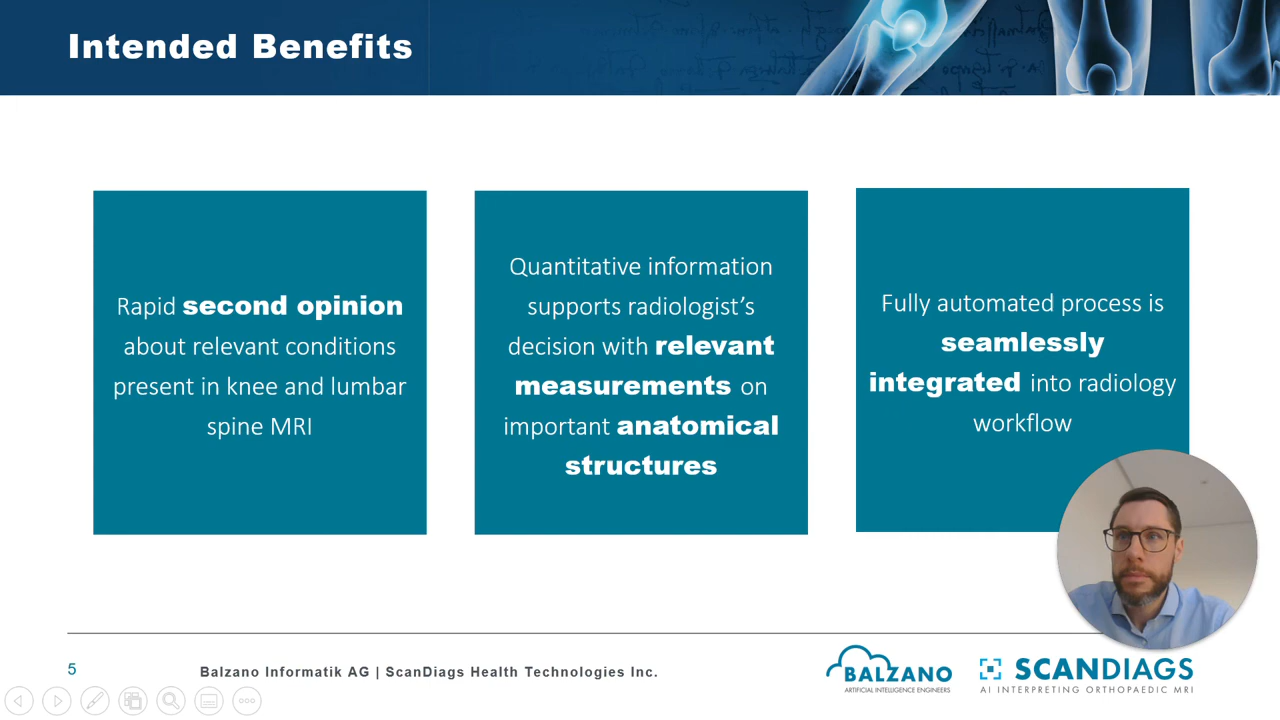 Intended Benefits
Rapid second opinion
about relevant conditions
present in knee and lumbar
spine MRI
Quantitative information
supports radiologist’s
decision with relevant
measurements on
important anatomical
structures
Fully automated process is
seamlessly
integrated into radiology
workflow
5
Balzano Informatik AG | ScanDiags Health Technologies Inc.
BALZANO
ARTIFICIAL INTELLIGENCE ENGINEERS
SCANDIAGS
AI INTERPRETING ORTHOPAEDIC MRI